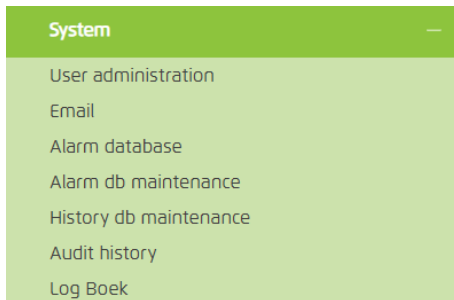 System
User administration
Email
Alarm database
Alarm db maintenance
History db maintenance
Audit history
Log Boek